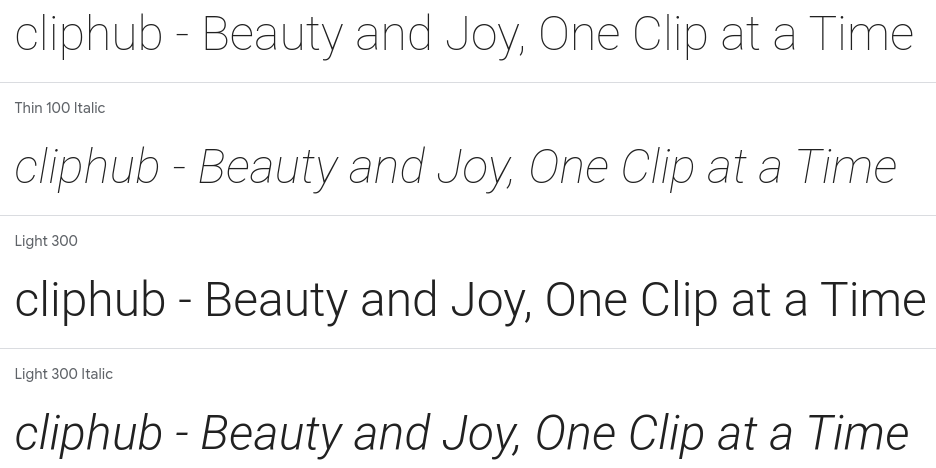 cliphub - Beauty and Joy, One Clip at a Time
Thin 100 Italic
cliphub - Beauty and Joy, One Clip at a Time
Light 300
cliphub - Beauty and Joy, One Clip at a Time
Light 300 Italic
cliphub - Beauty and Joy, One Clip at a Time